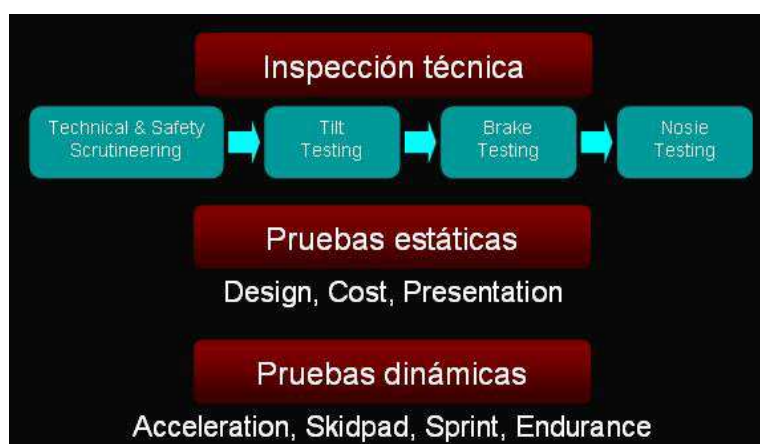 Inspección técnica
Technical & Safety
Scrutineering
Tilt
Testing
Brake
Testing
Nosie
Testing
Pruebas estáticas
Design, Cost, Presentation
Pruebas dinámicas
Acceleration, Skidpad, Sprint, Endurance